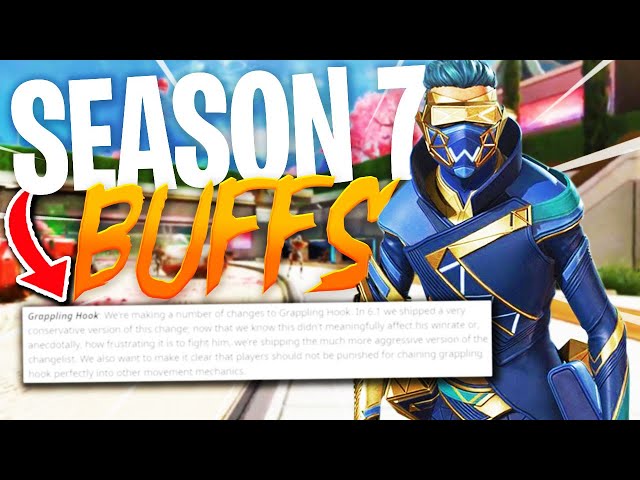 SEASON 7
BUFFS
Grappling Hook We're making a number of changes to Grappling Hook. In 6.1 we shipped a very
conservative version of this change; now that we know this didn't meaningfully affect his winrate or,
anecdotally, how frustrating it is to fight him, we're shipping the much more aggressive version of the
changelist. We also want to make it clear that players should not be punished for chaining grappling
hook perfectly into other movement mechanics.